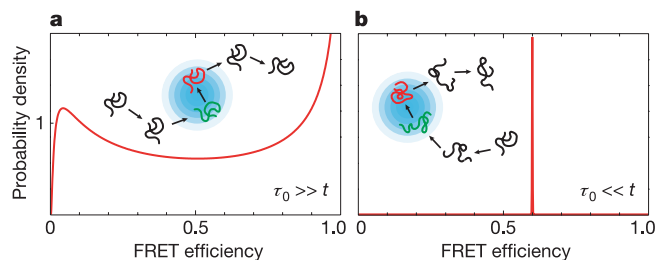 a
b
Probability density
1
τ0 >> t
τ0 << t
0
0.5
1.0 0
0.5
1.0
FRET efficiency
FRET efficiency